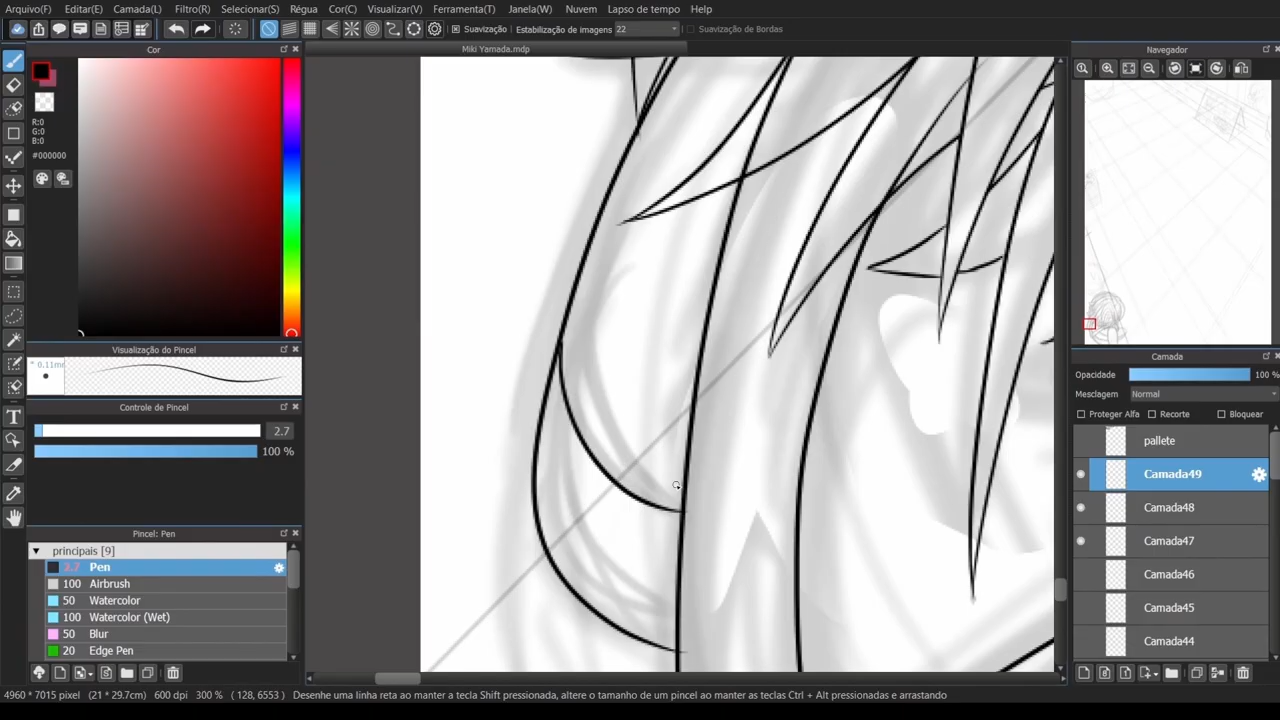 Arquivo(F) Editar(E) Camada(L) Filtro(R) Selecionar(S) Régua Cor(C) Visualizar(V) Ferramenta(T) Janela(W) Nuvem Lapso de tempo Help
Suavização Estabilização de imagens 22 Suavização de Bordas
Cor
Miki Yamada.mdp
Navegador
R:0
G:0
B:0
#000000
Visualização do Pincel
Controle de Pincel
2.7
100 %
Pincel: Pen
principais [9]
2.7 Pen
100 Airbrush
50 Watercolor
100 Watercolor (Wet)
50 Blur
20 Edge Pen
Camada
Opacidade 100 %
Mesclagem Normal
Proteger Alfa Recorte Bloquear
pallete
Camada49
Camada48
Camada47
Camada46
Camada45
Camada44
4960 * 7015 pixel (21 * 29.7cm) 600 dpi 300 % ( 128, 6553 ) Desenhe uma linha reta ao manter a tecla Shift pressionada, altere o tamanho de um pincel ao manter as teclas Ctrl + Alt pressionadas e arrastando